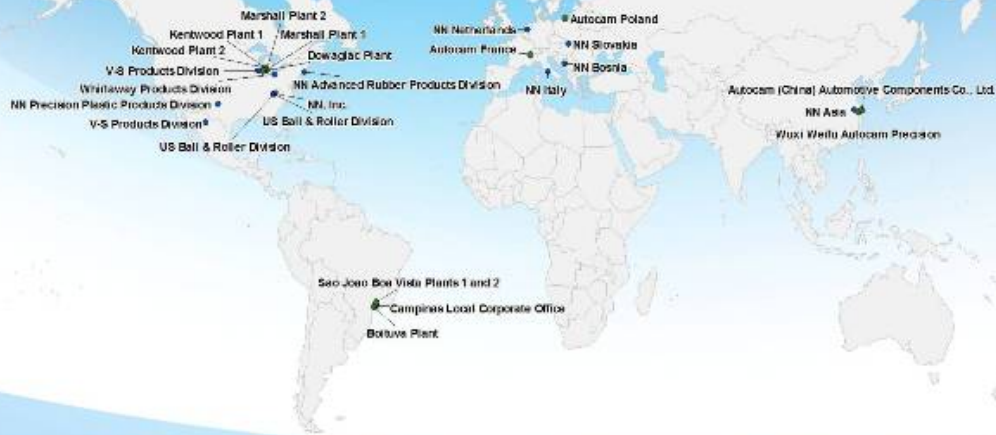 Marshall Plant 2
Kentwood Plant 1
Marshall Plant 1
Kentwood Plant 2
Dowagiac Plant
V-S Products Division
Whirlaway Products Division
NN Advanced Rubber Products Division
NN Precision Plastic Products Division
NN, Inc.
V-S Products Division
US Ball & Roller Division
US Ball & Roller Division
NN Netherlands
Autocam Poland
Autocam France
NN Slovakia
NN Bosnia
NN Italy
Autocam (China) Automotive Components Co., Ltd.
NN Asia
Wuxi Weifu Autocam Precision
Sao Joao Boa Vista Plants 1 and 2
Campinas Local Corporate Office
Boituva Plant